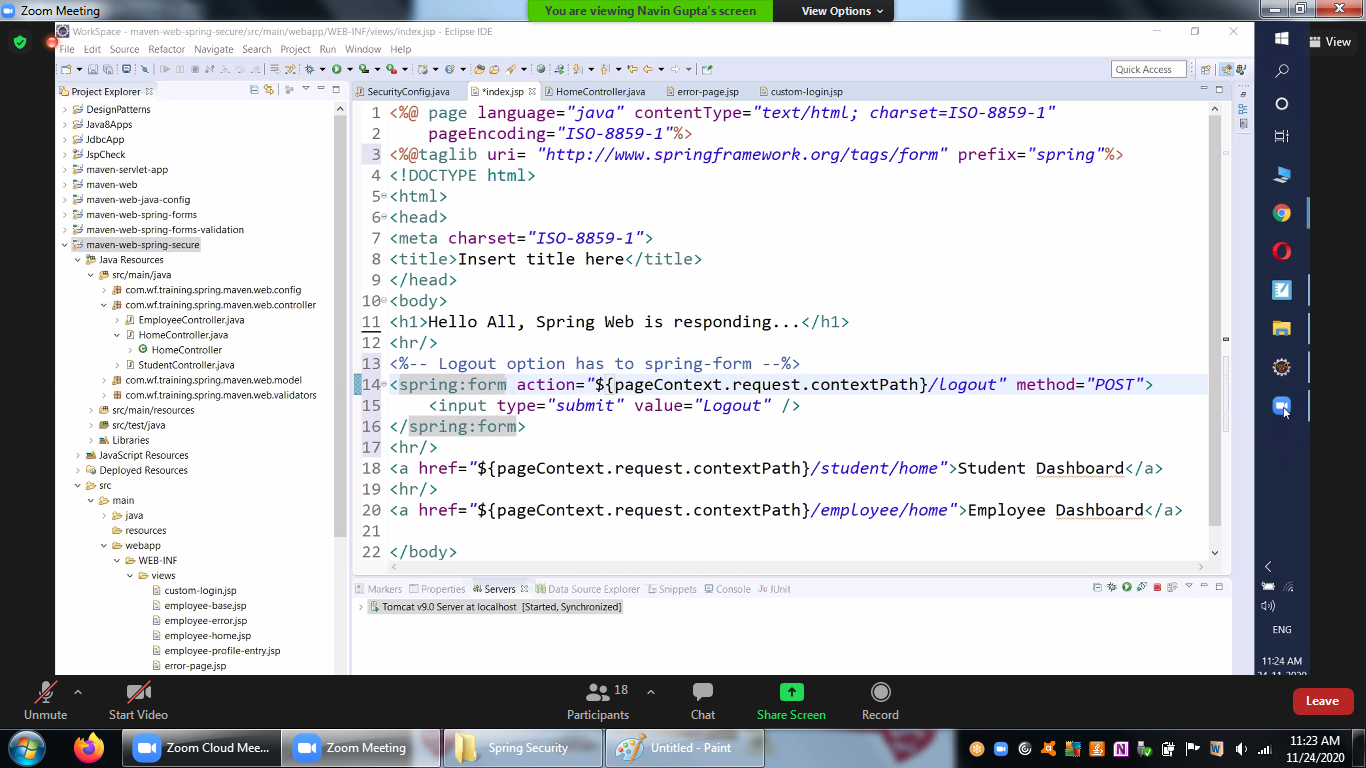 Zoom Meeting
You are viewing Navin Gupta's screen
View Options
View
WorkSpace - maven-web-spring-secure/src/main/webapp/WEB-INF/views/index.jsp - Eclipse IDE
File Edit Source Refactor Navigate Search Project Run Window Help
Quick Access
Project Explorer
DesignPatterns
Java8Apps
JdbcApp
JspCheck
maven-servlet-app
maven-web
maven-web-java-config
maven-web-spring-forms
maven-web-spring-forms-validation
maven-web-spring-secure
Java Resources
src/main/java
com.wf.training.spring.maven.web.config
com.wf.training.spring.maven.web.controller
EmployeeController.java
HomeController.java
HomeController
StudentController.java
com.wf.training.spring.maven.web.model
com.wf.training.spring.maven.web.validators
src/main/resources
src/test/java
Libraries
JavaScript Resources
Deployed Resources
src
main
java
resources
webapp
WEB-INF
views
custom-login.jsp
employee-base.jsp
employee-error.jsp
employee-home.jsp
employee-profile-entry.jsp
error-page.jsp
SecurityConfig.java *index.jsp HomeController.java error-page.jsp custom-login.jsp
1 <%@ page language="java" contentType="text/html; charset=ISO-8859-1"
2 pageEncoding="ISO-8859-1"%>
3 <%@taglib uri= "http://www.springframework.org/tags/form" prefix="spring"%>
4 <!DOCTYPE html>
5 <html>
6 <head>
7 <meta charset="ISO-8859-1">
8 <title>Insert title here</title>
9 </head>
10 <body>
11 <h1>Hello All, Spring Web is responding...</h1>
12 <hr/>
13 <%-- Logout option has to spring-form --%>
14 <spring:form action="${pageContext.request.contextPath}/logout" method="POST">
15 <input type="submit" value="Logout" />
16 </spring:form>
17 <hr/>
18 <a href="${pageContext.request.contextPath}/student/home">Student Dashboard</a>
19 <hr/>
20 <a href="${pageContext.request.contextPath}/employee/home">Employee Dashboard</a>
21
22 </body>
Markers Properties Servers Data Source Explorer Snippets Console JUnit
Tomcat v9.0 Server at localhost [Started, Synchronized]
ENG
11:24 AM
Unmute
Start Video
18
Participants
Chat
Share Screen
Record
Leave
Zoom Cloud Mee...
Zoom Meeting
Spring Security
Untitled - Paint
11:23 AM
11/24/2020